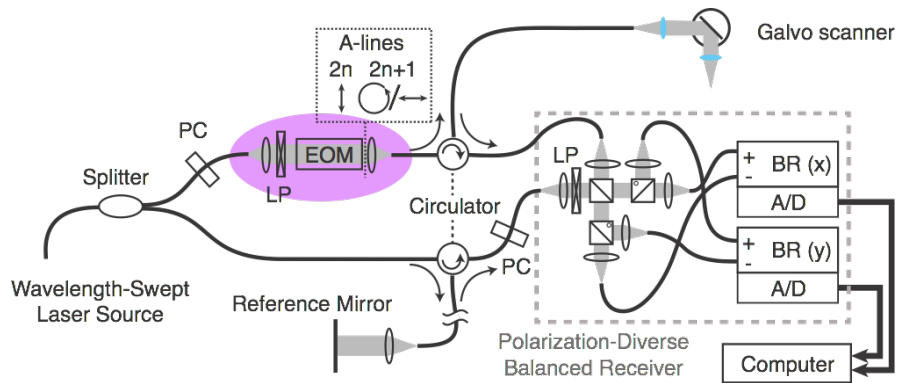 A-lines
2n 2n+1
Galvo scanner
PC
EOM
LP
Splitter
LP
+
-
BR (x)
A/D
Circulator
+
-
BR (y)
A/D
PC
Wavelength-Swept
Laser Source
Reference Mirror
Polarization-Diverse
Balanced Receiver
Computer